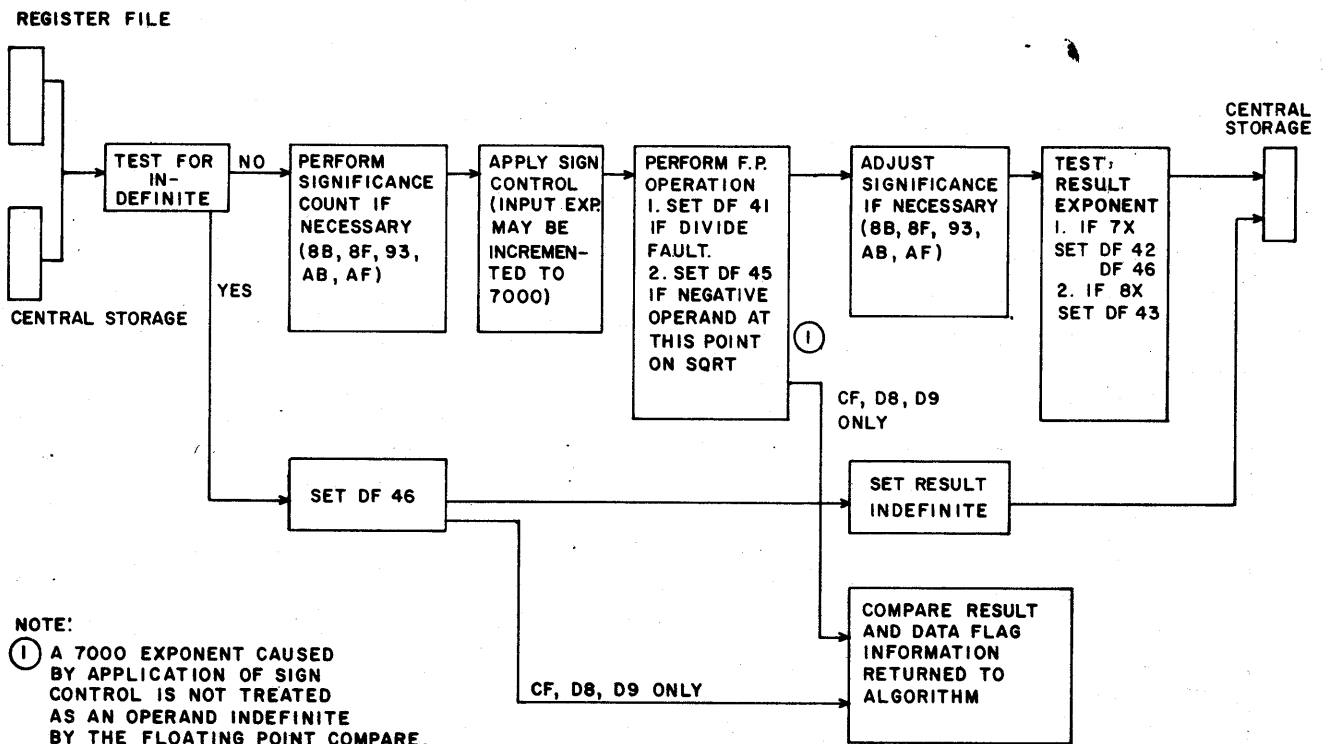 REGISTER FILE
CENTRAL STORAGE
TEST FOR
IN-
DEFINITE
NO
YES
PERFORM
SIGNIFICANCE
COUNT IF
NECESSARY
(8B, 8F, 93,
AB, AF)
APPLY SIGN
CONTROL
(INPUT EXP.
MAY BE
INCREMEN-
TED TO
7000)
PERFORM F.P.
OPERATION
1. SET DF 41
IF DIVIDE
FAULT.
2. SET DF 45
IF NEGATIVE
OPERAND AT
THIS POINT
ON SQRT
1
CF, D8, D9
ONLY
ADJUST
SIGNIFICANCE
IF NECESSARY
(8B, 8F, 93,
AB, AF)
TEST;
RESULT
EXPONENT
1. IF 7X
SET DF 42
DF 46
2. IF 8X
SET DF 43
CENTRAL
STORAGE
SET DF 46
SET RESULT
INDEFINITE
CF, D8, D9 ONLY
COMPARE RESULT
AND DATA FLAG
INFORMATION
RETURNED TO
ALGORITHM
NOTE:
1 A 7000 EXPONENT CAUSED
BY APPLICATION OF SIGN
CONTROL IS NOT TREATED
AS AN OPERAND INDEFINITE
BY THE FLOATING POINT COMPARE.